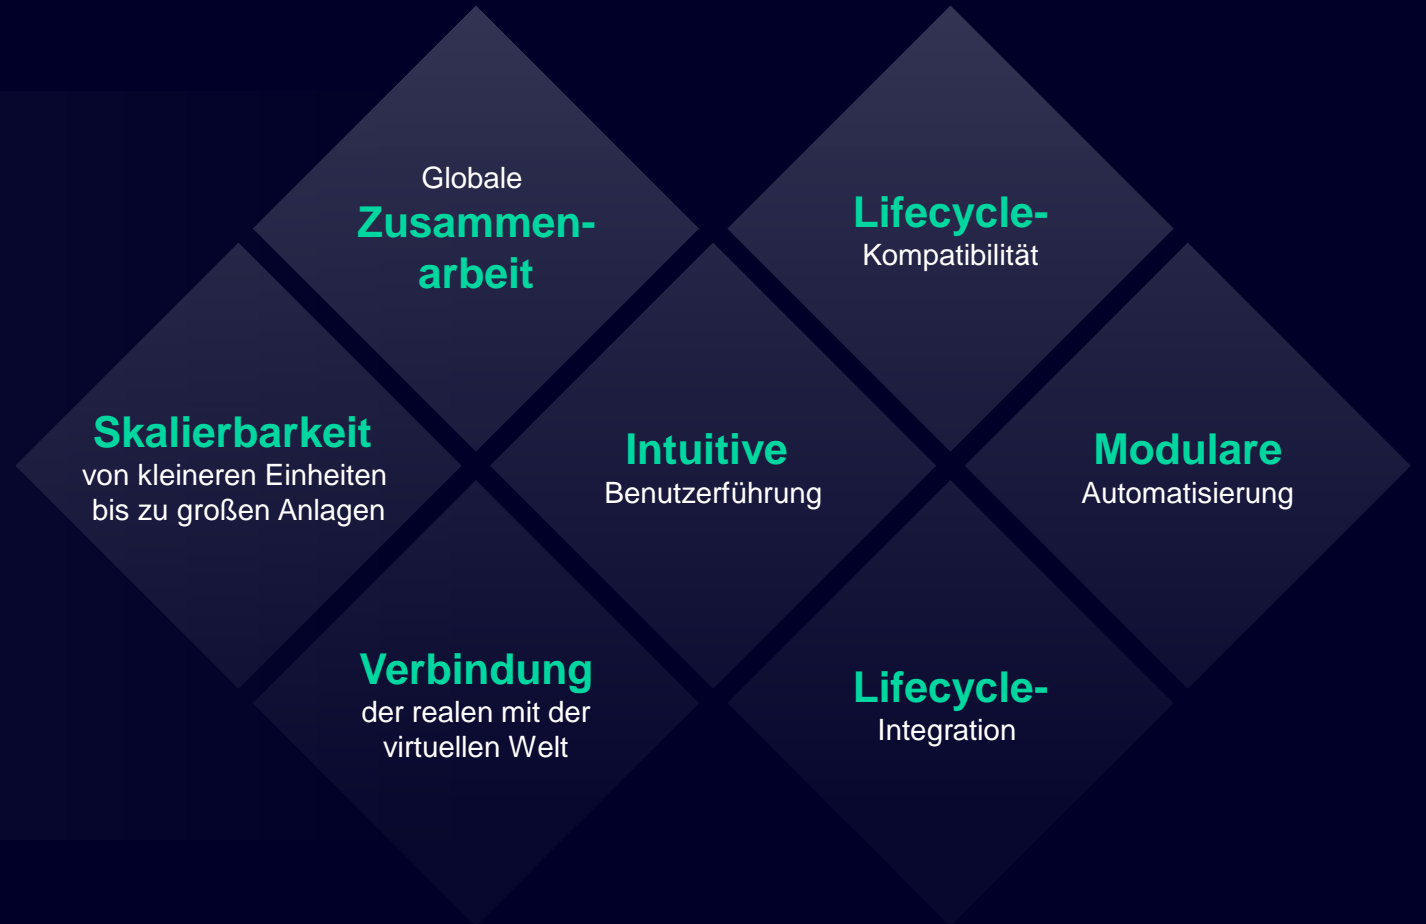 Globale
Zusammen-
arbeit
Lifecycle-
Kompatibilität
Skalierbarkeit
von kleineren Einheiten
bis zu großen Anlagen
Intuitive
Benutzerführung
Modulare
Automatisierung
Verbindung
der realen mit der
virtuellen Welt
Lifecycle-
Integration